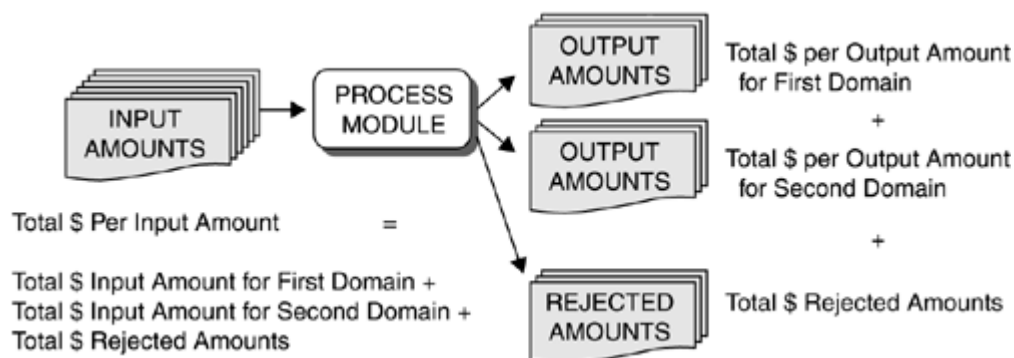 INPUT
AMOUNTS
PROCESS
MODULE
OUTPUT
AMOUNTS
Total $ per Output Amount
for First Domain
+
OUTPUT
AMOUNTS
Total $ per Output Amount
for Second Domain
+
REJECTED
AMOUNTS
Total $ Rejected Amounts
Total $ Per Input Amount =
Total $ Input Amount for First Domain +
Total $ Input Amount for Second Domain +
Total $ Rejected Amounts